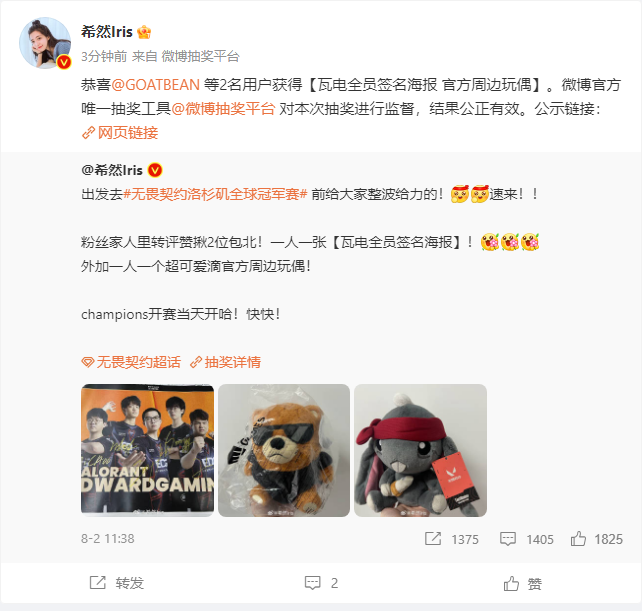 希然Iris
3分钟前 来自 微博抽奖平台
恭喜@GOATBEAN 等2名用户获得【瓦电全员签名海报 官方周边玩偶】。微博官方
唯一抽奖工具@微博抽奖平台 对本次抽奖进行监督，结果公正有效。公示链接：
网页链接
@希然Iris
出发去#无畏契约洛杉矶全球冠军赛# 前给大家整波给力的！速来！！
粉丝家人里转评赞揪2位包北！一人一张【瓦电全员签名海报】！
外加一人一个超可爱滴官方周边玩偶！
champions开赛当天开哈！快快！
无畏契约超话 抽奖详情
ALORANT
DWARDGAMIN
8-2 11:38
1375
1405
1825
转发
2
赞